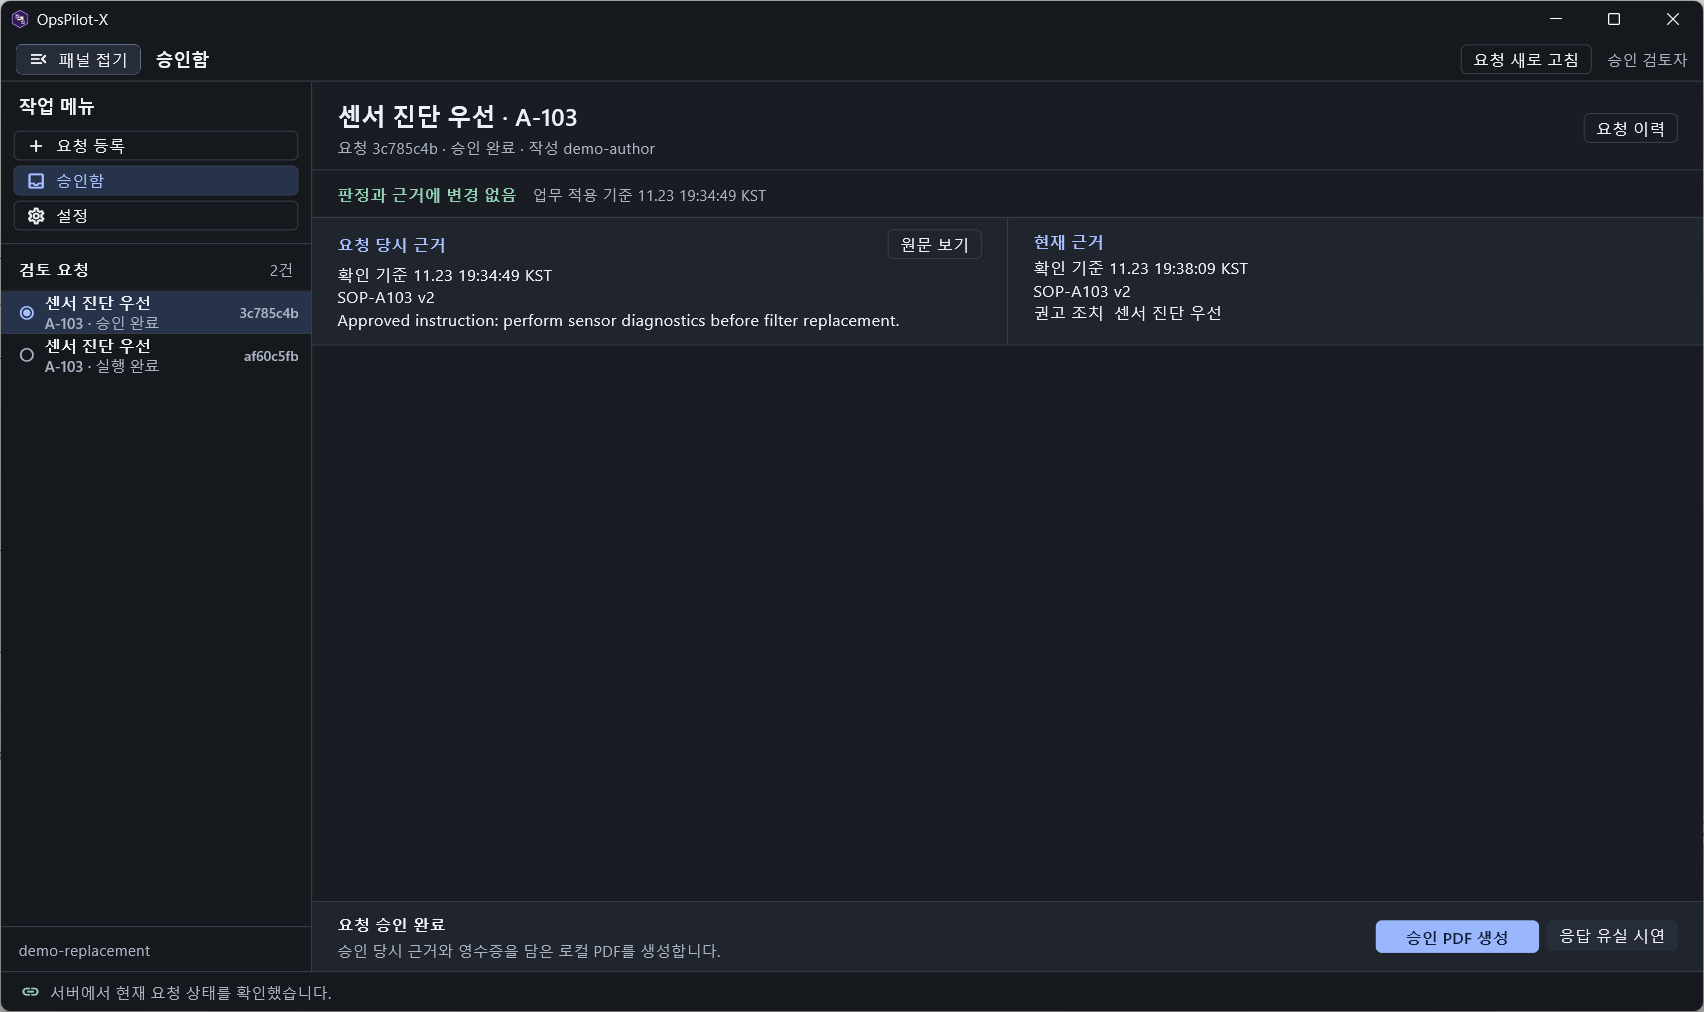 OpsPilot-X
패널 접기
승인함
요청 새로 고침
승인 검토자
작업 메뉴
요청 등록
승인함
설정
검토 요청
2건
센서 진단 우선
A-103 · 승인 완료
3c785c4b
센서 진단 우선
A-103 · 실행 완료
af60c5fb
demo-replacement
센서 진단 우선 · A-103
요청 3c785c4b · 승인 완료 · 작성 demo-author
요청 이력
판정과 근거에 변경 없음
업무 적용 기준 11.23 19:34:49 KST
요청 당시 근거
원문 보기
확인 기준 11.23 19:34:49 KST
SOP-A103 v2
Approved instruction: perform sensor diagnostics before filter replacement.
현재 근거
확인 기준 11.23 19:38:09 KST
SOP-A103 v2
권고 조치 센서 진단 우선
요청 승인 완료
승인 당시 근거와 영수증을 담은 로컬 PDF를 생성합니다.
승인 PDF 생성
응답 유실 시연
서버에서 현재 요청 상태를 확인했습니다.